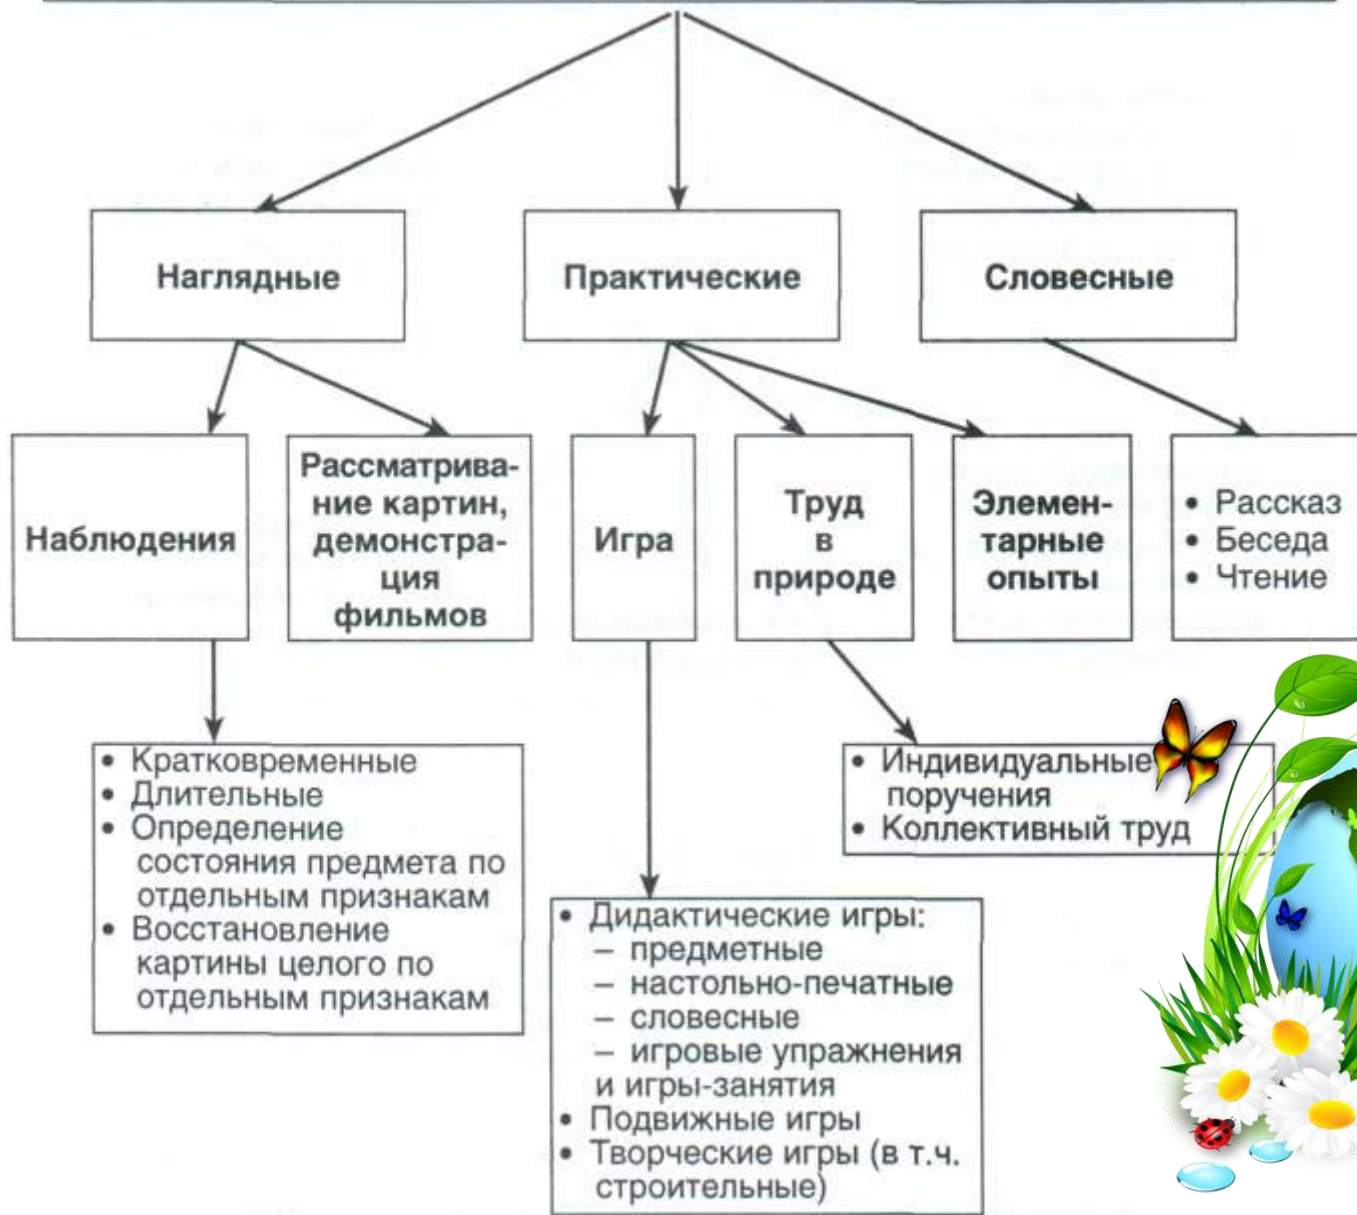 Наглядные
Практические
Словесные
Наблюдения
Рассматрива-
ние картин,
демонстра-
ция
фильмов
Игра
Труд
в
природе
Элемен-
тарные
опыты
• Рассказ
• Беседа
• Чтение
• Кратковременные
• Длительные
• Определение
состояния предмета по
отдельным признакам
• Восстановление
картины целого по
отдельным признакам
• Дидактические игры:
– предметные
– настольно-печатные
– словесные
– игровые упражнения
и игры-занятия
• Подвижные игры
• Творческие игры (в т.ч.
строительные)
• Индивидуальные
поручения
• Коллективный труд